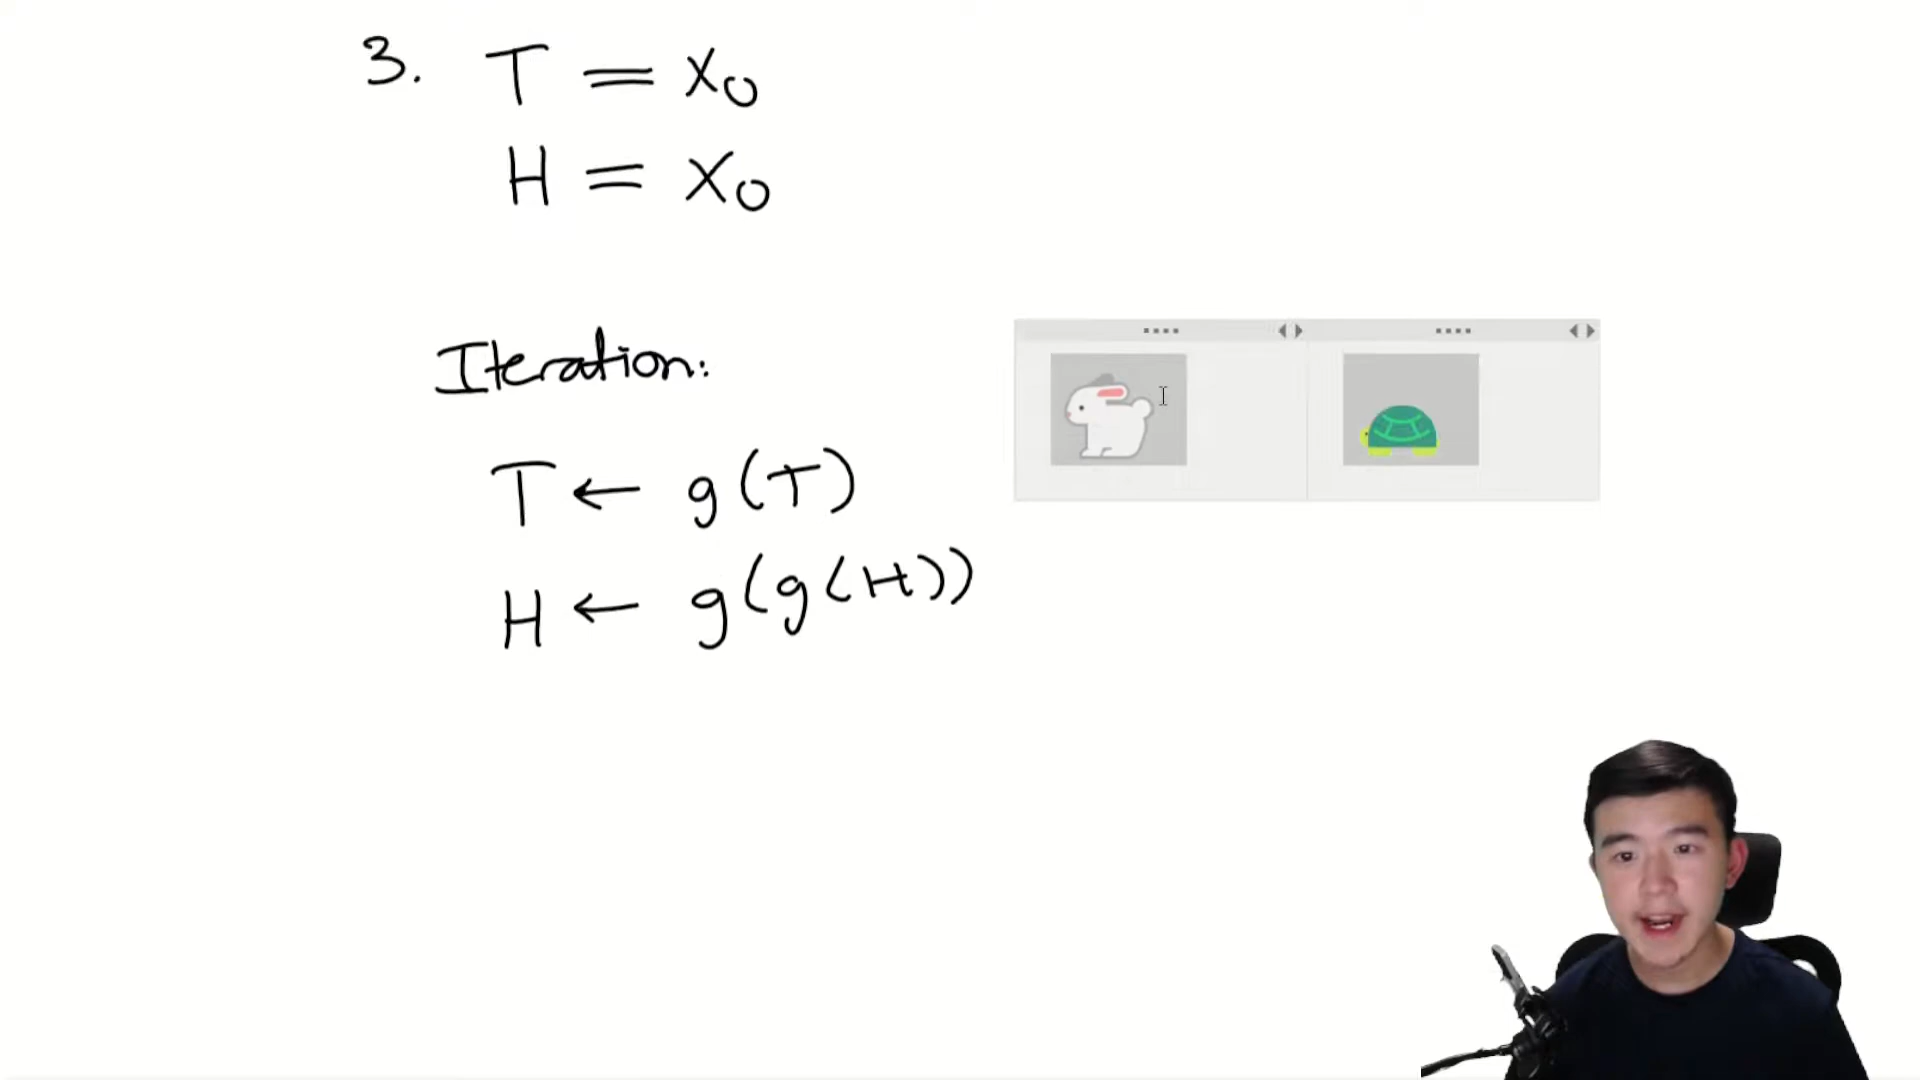 3. T = x₀
H = x₀
Iteration:
T ← g(T)
H ← g(g(H))